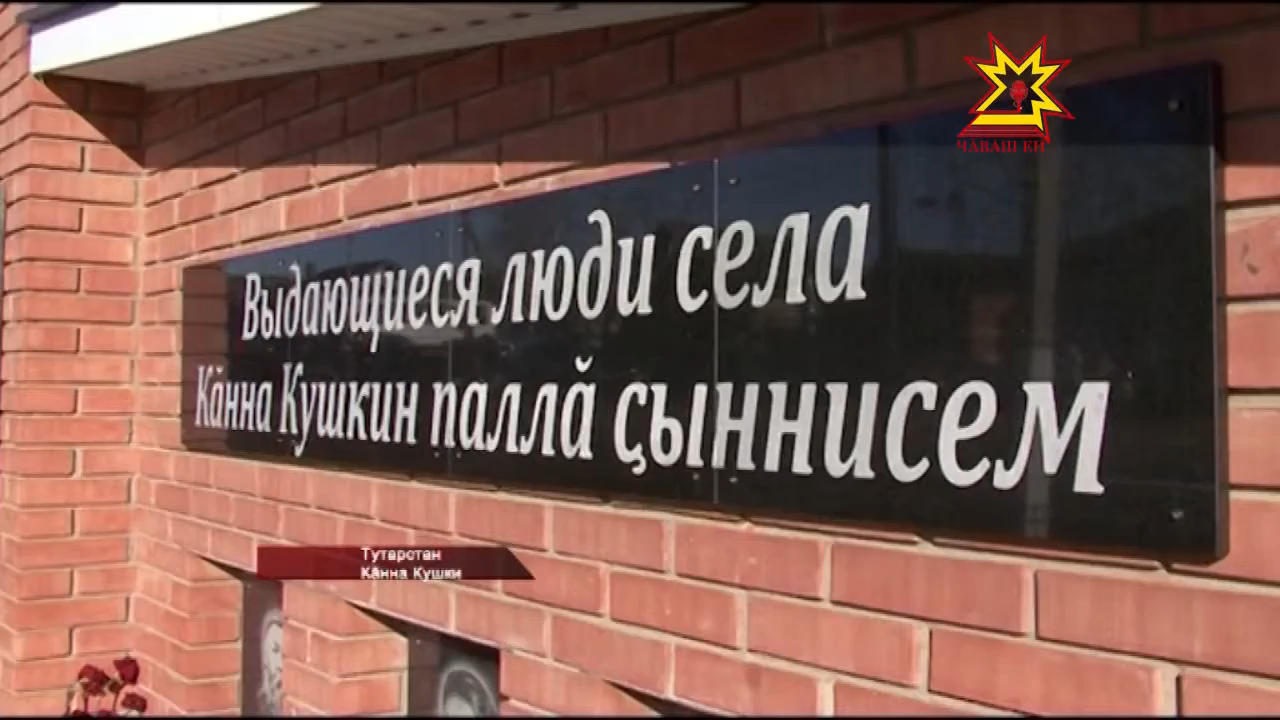 ЧӐВАШ ЕН
Выдающиеся люди села
Кӑнна Кушкин паллӑ ҫыннисем
Тутарстан
Кӑнна Кушки